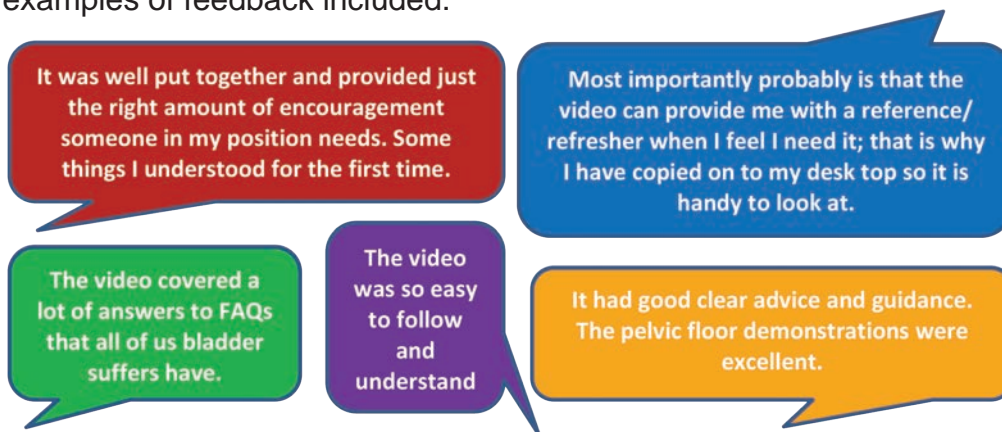 examples of feedback included:
It was well put together and provided just
the right amount of encouragement
someone in my position needs. Some
things I understood for the first time.
Most importantly probably is that the
video can provide me with a reference/
refresher when I feel I need it; that is why
I have copied on to my desk top so it is
handy to look at.
The video covered a
lot of answers to FAQs
that all of us bladder
suffers have.
The video
was so easy
to follow
and
understand
It had good clear advice and guidance.
The pelvic floor demonstrations were
excellent.